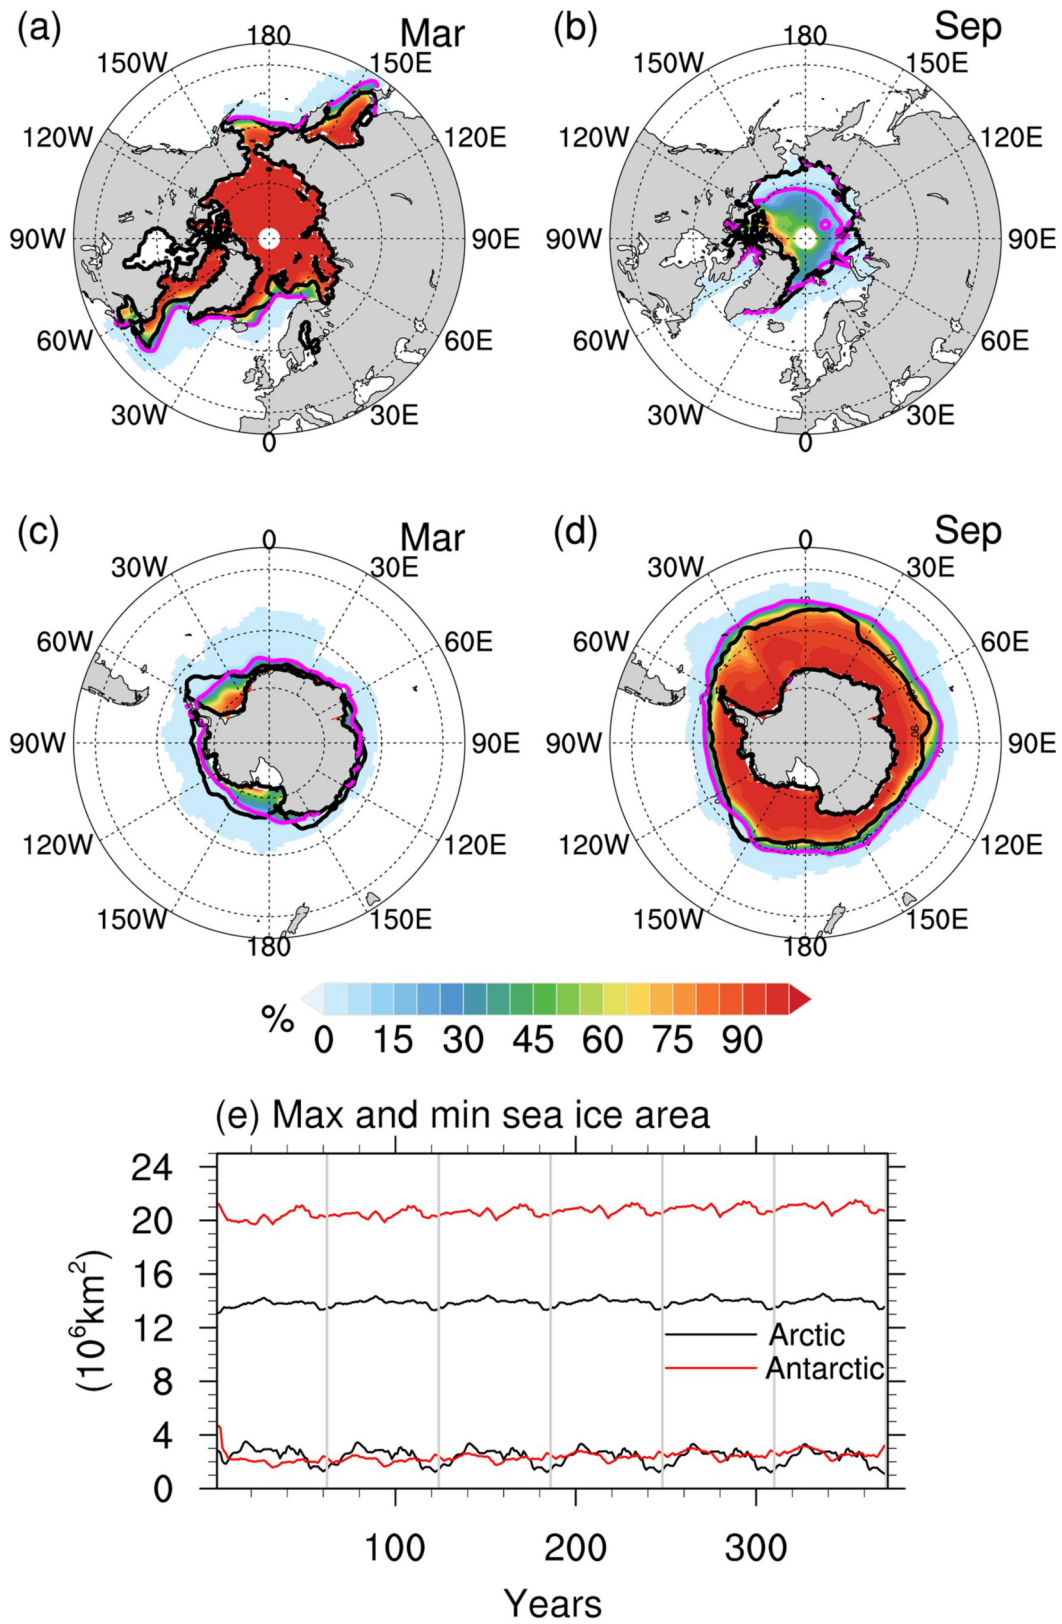 (a) Mar
180
150W 150E
120W 120E
90W 90E
60W 60E
30W 30E
0
(b) Sep
180
150W 150E
120W 120E
90W 90E
60W 60E
30W 30E
0
(c) Mar
0
30W 30E
60W 60E
90W 90E
120W 120E
150W 150E
180
(d) Sep
0
30W 30E
60W 60E
90W 90E
120W 120E
150W 150E
180
% 0 15 30 45 60 75 90
(e) Max and min sea ice area
24
20
16
12
8
4
0
(10⁶km²)
Arctic
Antarctic
100 200 300
Years